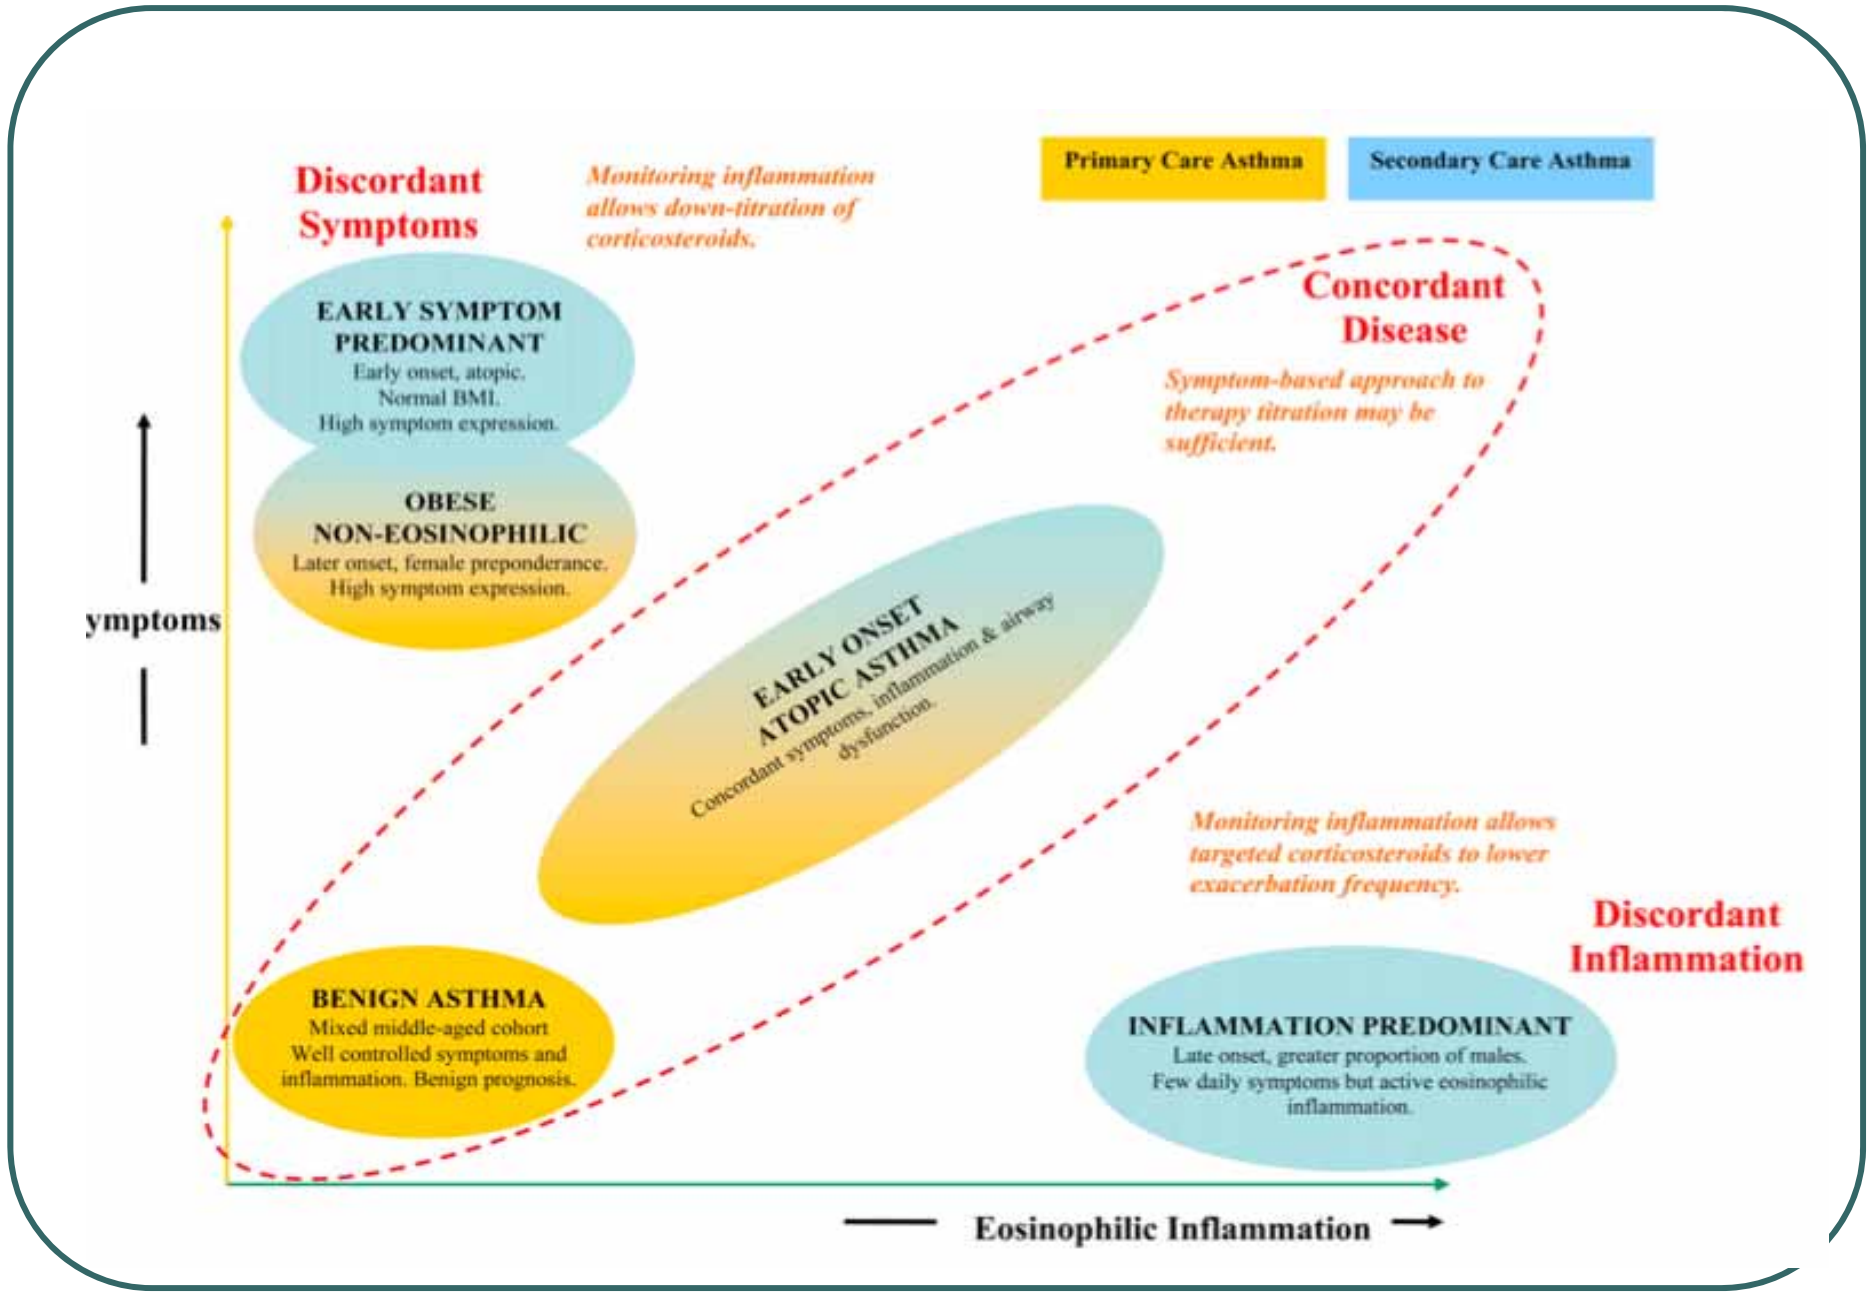 Discordant
Symptoms
Monitoring inflammation
allows down-titration of
corticosteroids.
Primary Care Asthma
Secondary Care Asthma
EARLY SYMPTOM
PREDOMINANT
Early onset, atopic.
Normal BMI.
High symptom expression.
OBESE
NON-EOSINOPHILIC
Later onset, female preponderance.
High symptom expression.
ymptoms
Concordant
Disease
Symptom-based approach to
therapy titration may be
sufficient.
EARLY ONSET
ATOPIC ASTHMA
Concordant symptoms, inflammation & airway
dysfunction.
Monitoring inflammation allows
targeted corticosteroids to lower
exacerbation frequency.
Discordant
Inflammation
BENIGN ASTHMA
Mixed middle-aged cohort
Well controlled symptoms and
inflammation. Benign prognosis.
INFLAMMATION PREDOMINANT
Late onset, greater proportion of males.
Few daily symptoms but active eosinophilic
inflammation.
Eosinophilic Inflammation